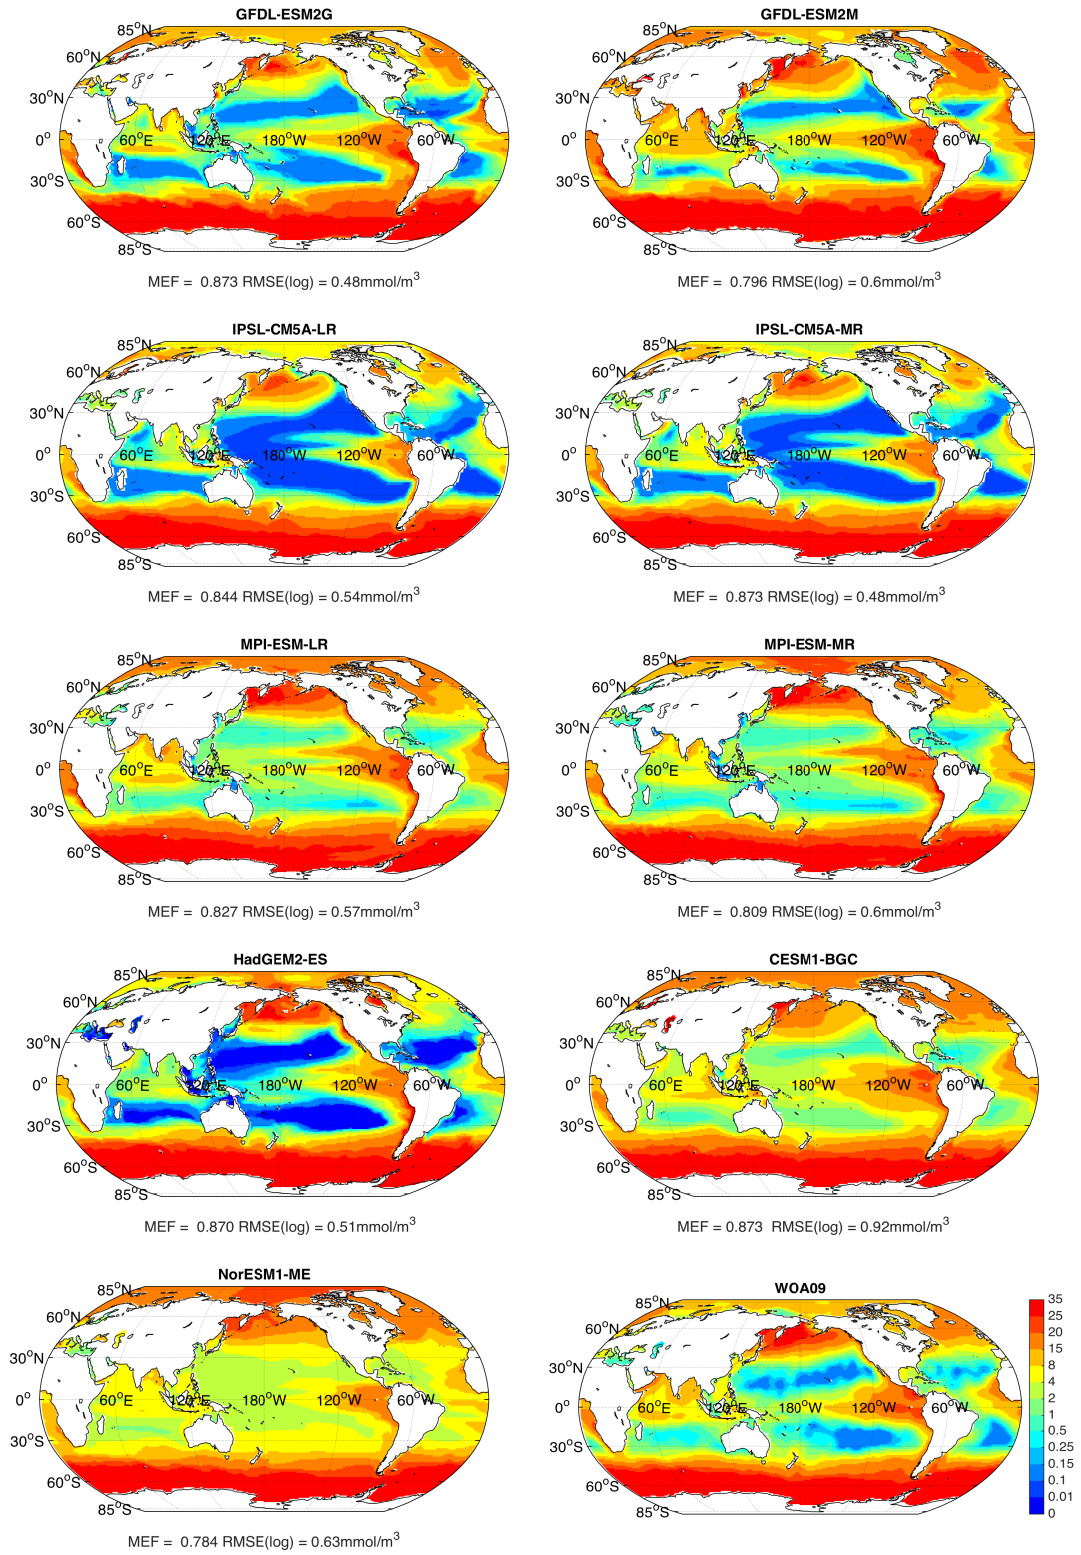 GFDL-ESM2G
85°N
60°N
30°N
0°
30°S
60°S
85°S
60°E
120°E
180°W
120°W
60°W
MEF = 0.873 RMSE(log) = 0.48mmol/m³
GFDL-ESM2M
85°N
60°N
30°N
0°
30°S
60°S
85°S
60°E
120°E
180°W
120°W
60°W
MEF = 0.796 RMSE(log) = 0.6mmol/m³
IPSL-CM5A-LR
85°N
60°N
30°N
0°
30°S
60°S
85°S
60°E
120°E
180°W
120°W
60°W
MEF = 0.844 RMSE(log) = 0.54mmol/m³
IPSL-CM5A-MR
85°N
60°N
30°N
0°
30°S
60°S
85°S
60°E
120°E
180°W
120°W
60°W
MEF = 0.873 RMSE(log) = 0.48mmol/m³
MPI-ESM-LR
85°N
60°N
30°N
0°
30°S
60°S
85°S
60°E
120°E
180°W
120°W
60°W
MEF = 0.827 RMSE(log) = 0.57mmol/m³
MPI-ESM-MR
85°N
60°N
30°N
0°
30°S
60°S
85°S
60°E
120°E
180°W
120°W
60°W
MEF = 0.809 RMSE(log) = 0.6mmol/m³
HadGEM2-ES
85°N
60°N
30°N
0°
30°S
60°S
85°S
60°E
120°E
180°W
120°W
60°W
MEF = 0.870 RMSE(log) = 0.51mmol/m³
CESM1-BGC
85°N
60°N
30°N
0°
30°S
60°S
85°S
60°E
120°E
180°W
120°W
60°W
MEF = 0.873 RMSE(log) = 0.92mmol/m³
NorESM1-ME
85°N
60°N
30°N
0°
30°S
60°S
85°S
60°E
120°E
180°W
120°W
60°W
MEF = 0.784 RMSE(log) = 0.63mmol/m³
WOA09
85°N
60°N
30°N
0°
30°S
60°S
85°S
60°E
120°E
180°W
120°W
60°W
35
25
20
15
8
4
2
1
0.5
0.25
0.15
0.1
0.01
0